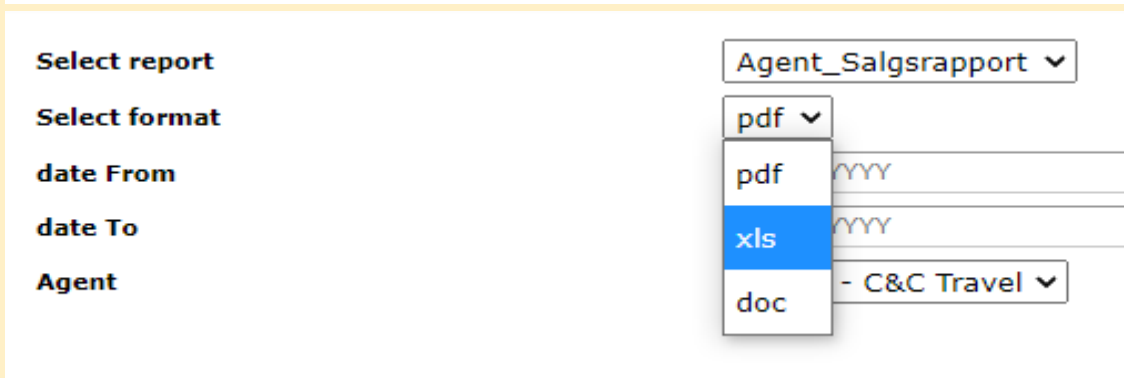 Select report Agent_Salgsrapport
Select format pdf
date From pdf YYYY
date To xls YYYY
Agent - C&C Travel
doc